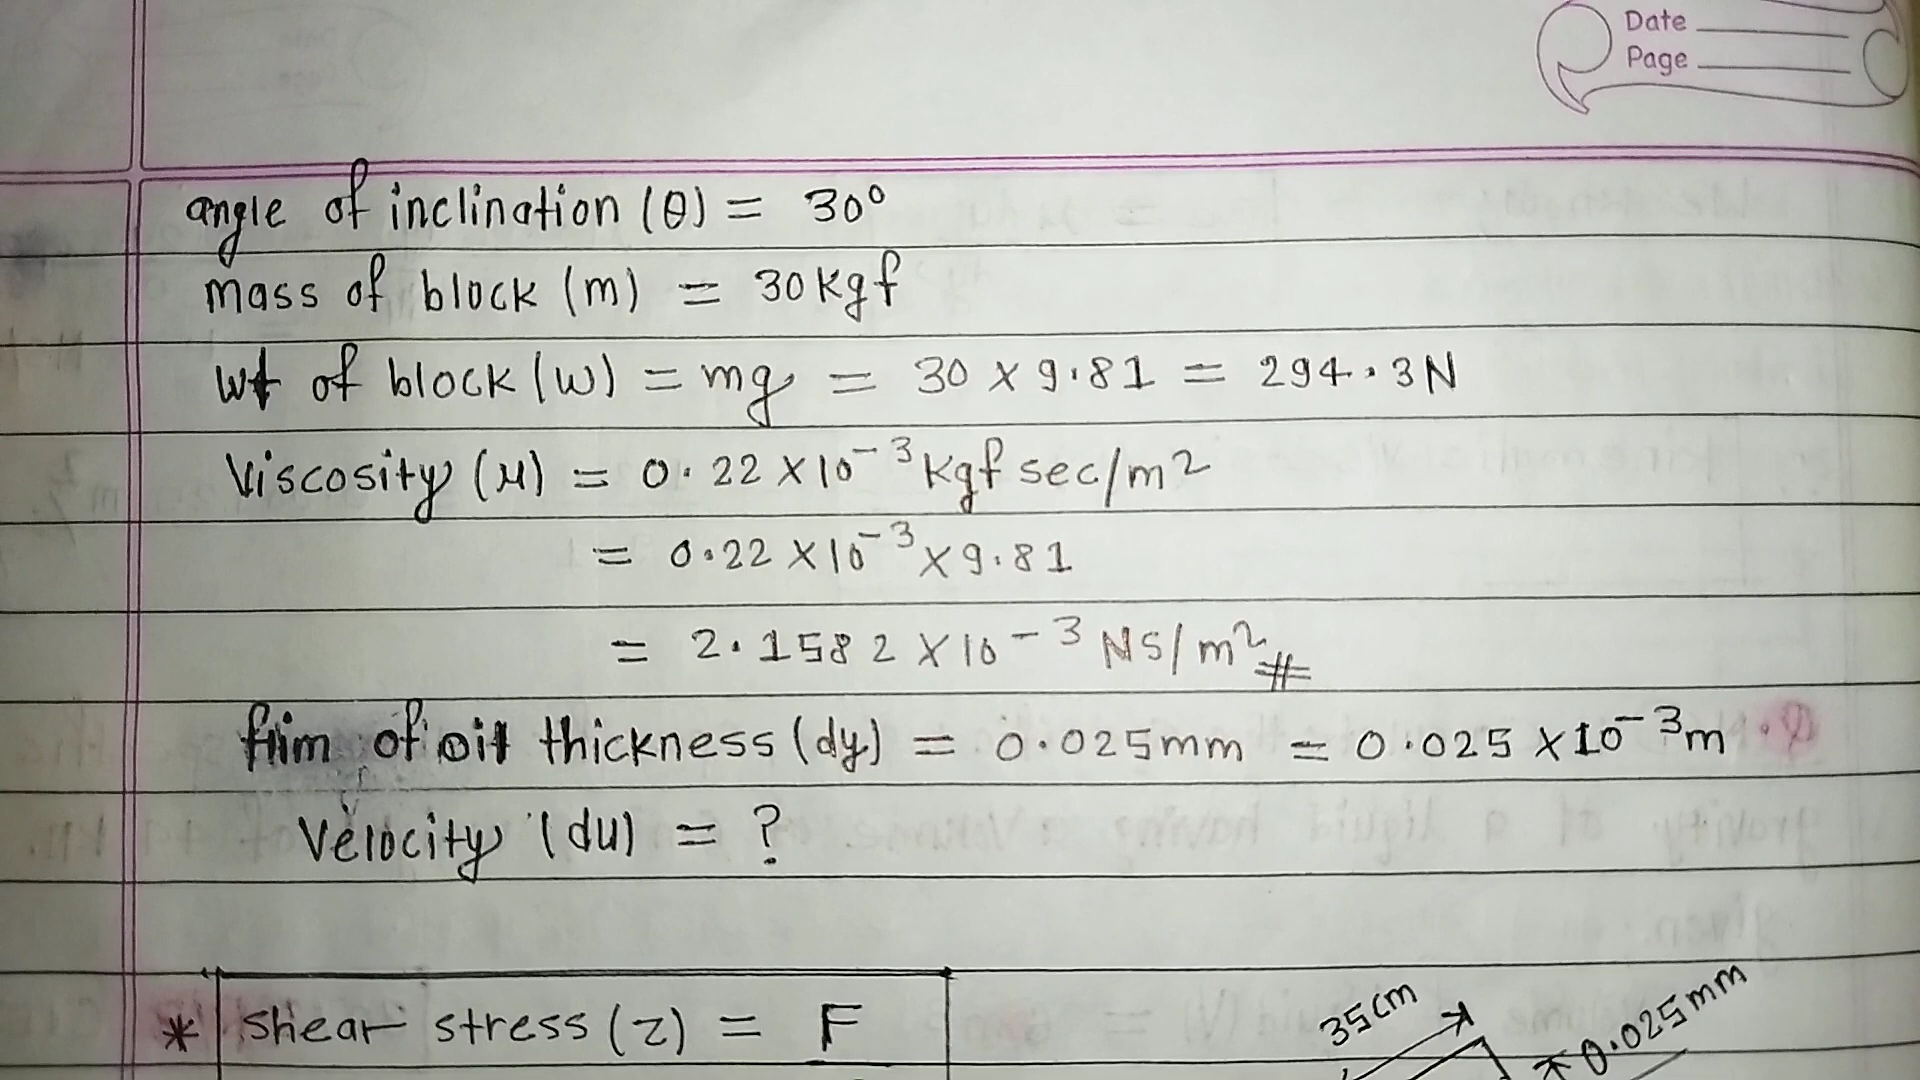 Date
Page
angle of inclination (θ) = 30°
mass of block (m) = 30 kgf
wt of block (w) = mg = 30 × 9.81 = 294.3 N
Viscosity (μ) = 0.22 × 10⁻³ kgf sec/m²
= 0.22 × 10⁻³ × 9.81
= 2.1582 × 10⁻³ NS/m² #
film of oil thickness (dy) = 0.025mm = 0.025 × 10⁻³ m
Velocity (du) = ?
* shear stress (τ) = F
35cm
0.025mm